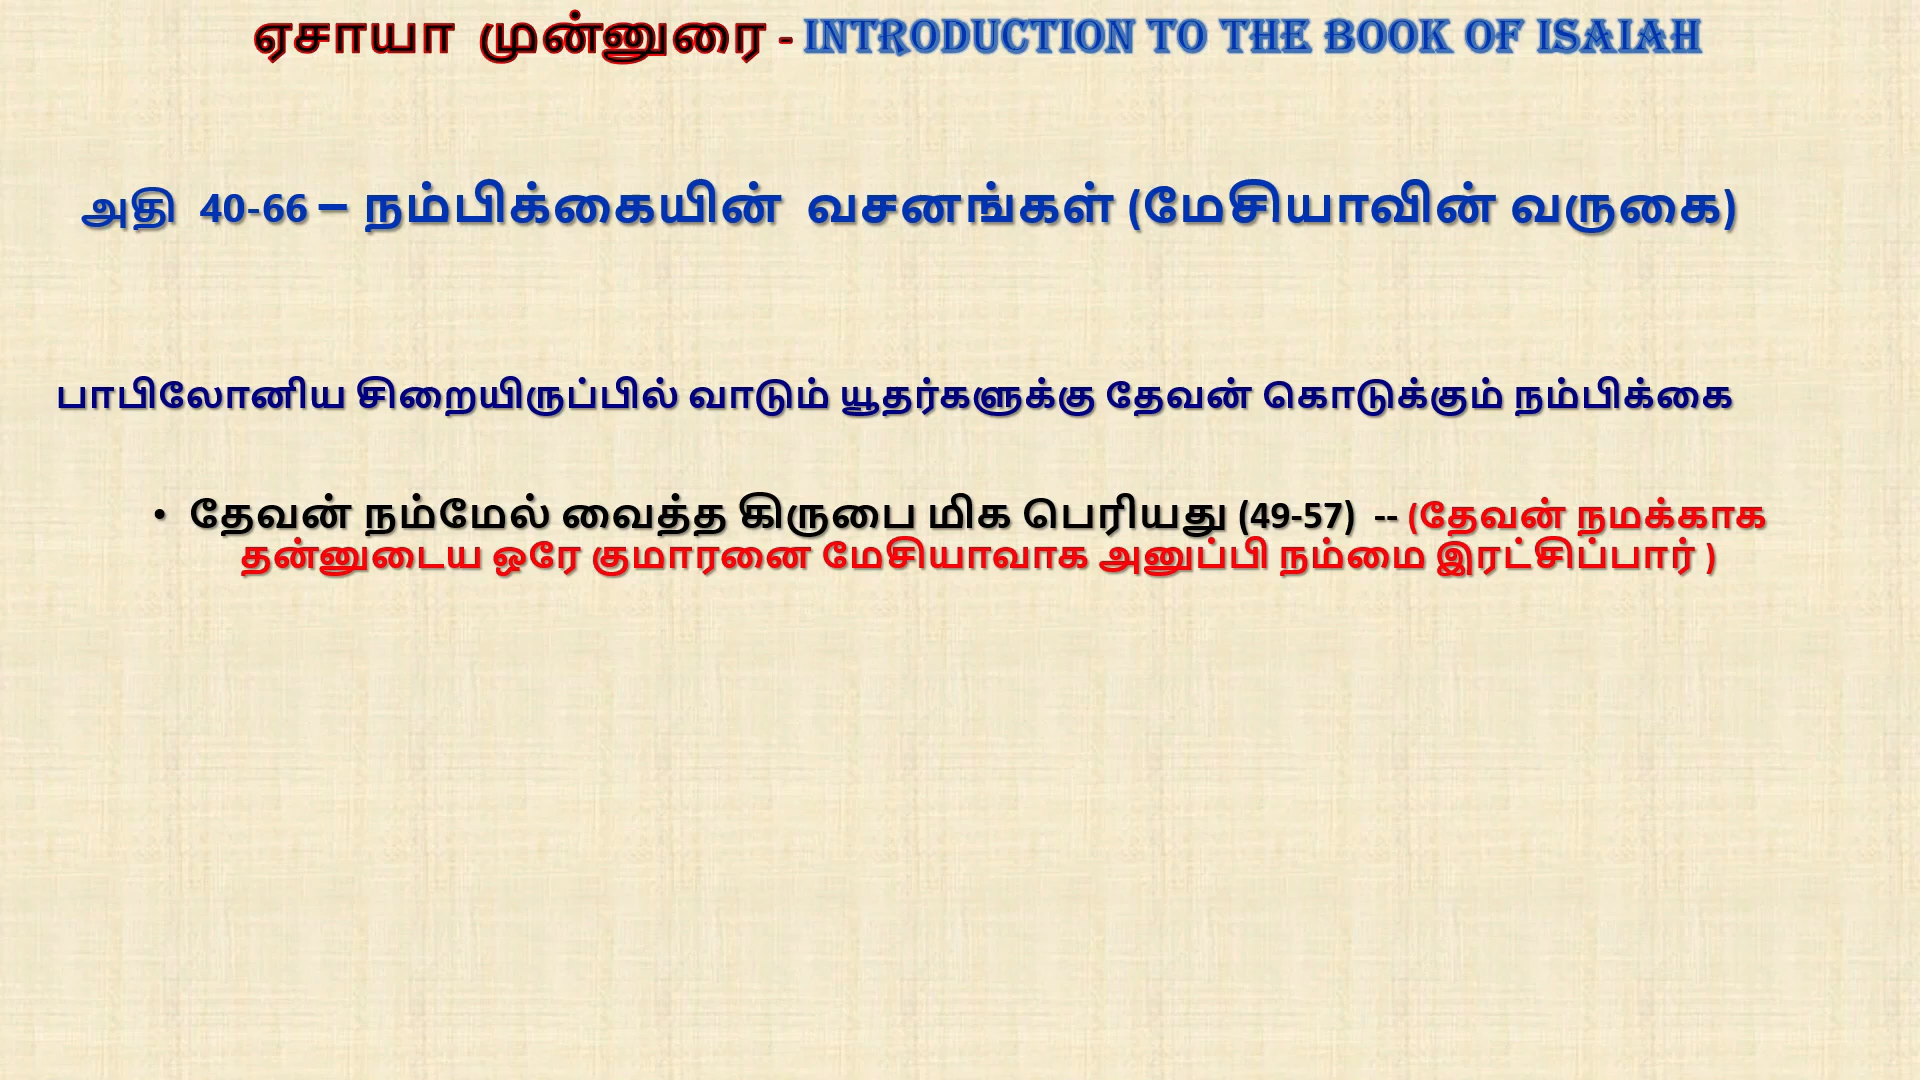 ஏசாயா முன்னுரை - INTRODUCTION TO THE BOOK OF ISAIAH
அதி 40-66 – நம்பிக்கையின் வசனங்கள் (மேசியாவின் வருகை)
பாபிலோனிய சிறையிருப்பில் வாடும் யூதர்களுக்கு தேவன் கொடுக்கும் நம்பிக்கை
• தேவன் நம்மேல் வைத்த கிருபை மிக பெரியது (49-57) -- (தேவன் நமக்காக
தன்னுடைய ஒரே குமாரனை மேசியாவாக அனுப்பி நம்மை இரட்சிப்பார் )